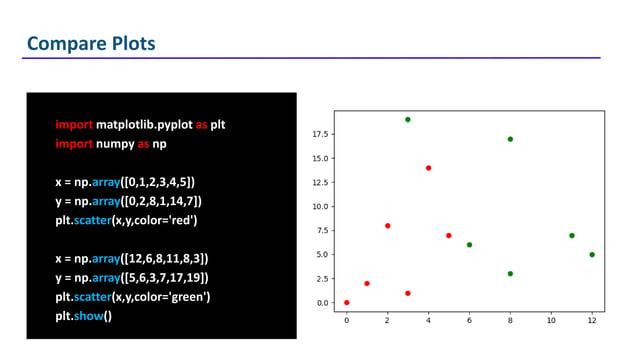 Compare Plots
import matplotlib.pyplot as plt
import numpy as np
x = np.array([0,1,2,3,4,5])
y = np.array([0,2,8,1,14,7])
plt.scatter(x,y,color='red')
x = np.array([12,6,8,11,8,3])
y = np.array([5,6,3,7,17,19])
plt.scatter(x,y,color='green')
plt.show()
17.5
15.0
12.5
10.0
7.5
5.0
2.5
0.0
0 2 4 6 8 10 12